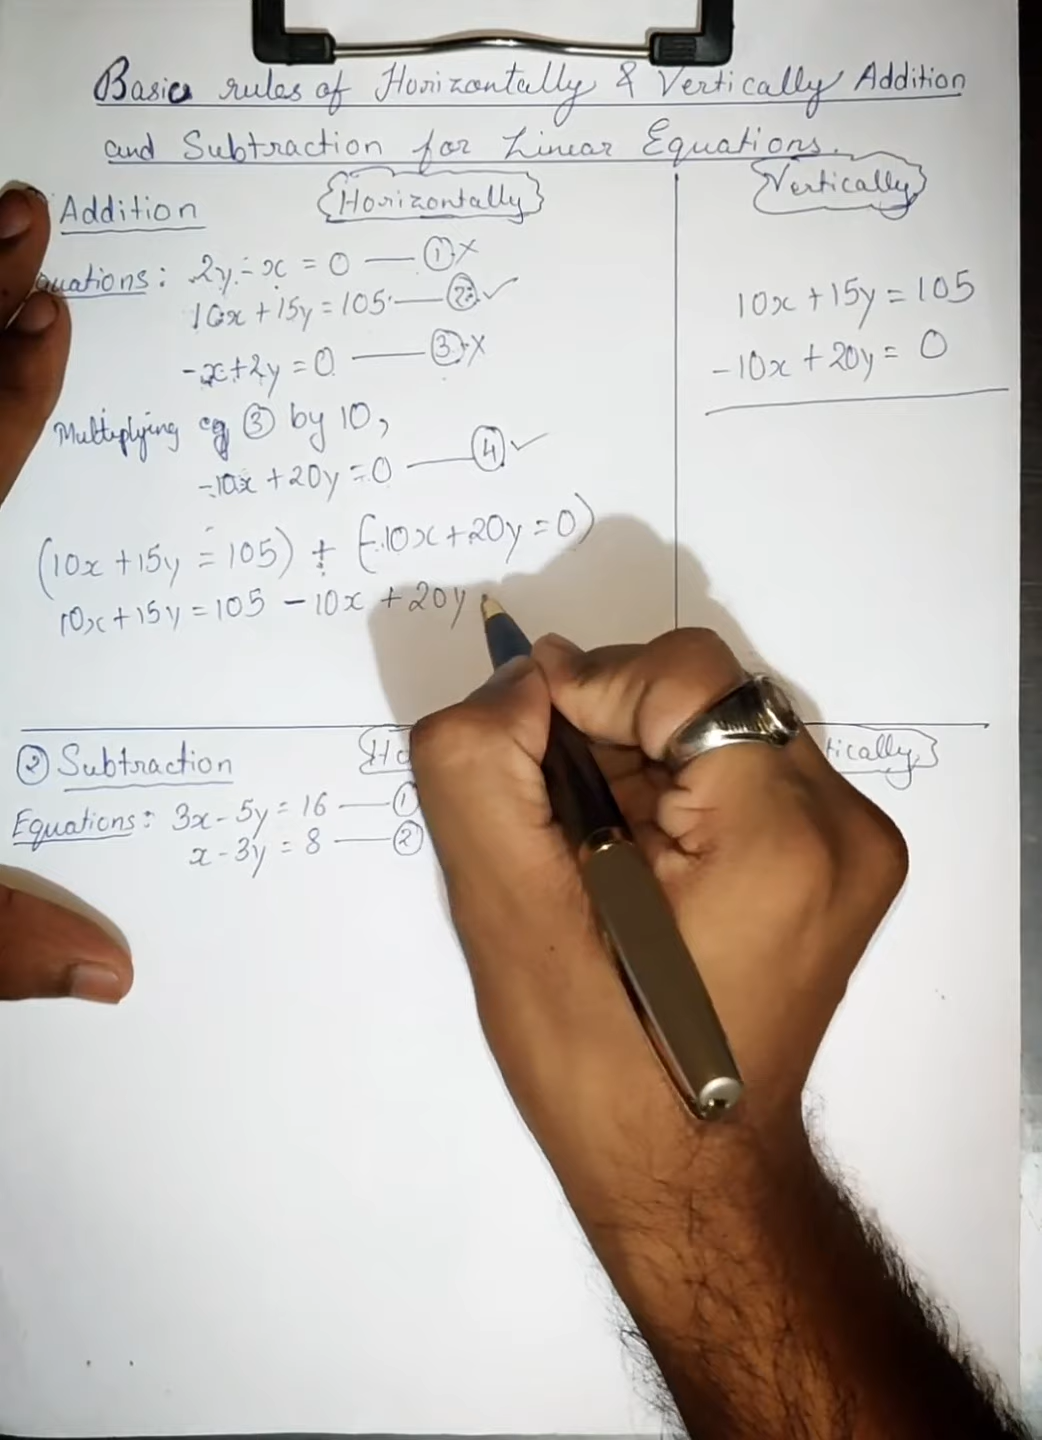 Basic rules of Horizontally & Vertically Addition
and Subtraction for Linear Equations.
Addition
Horizontally
Vertically
quations: 2y - x = 0 — ① ×
10x + 15y = 105 — ② ✓
-x + 2y = 0 — ③ ×
Multiplying eq ③ by 10,
-10x + 20y = 0 — ④ ✓
(10x + 15y = 105) + (-10x + 20y = 0)
10x + 15y = 105 - 10x + 20y
10x + 15y = 105
-10x + 20y = 0
② Subtraction
Ho
tically
Equations: 3x - 5y = 16 — ①
x - 3y = 8 — ②